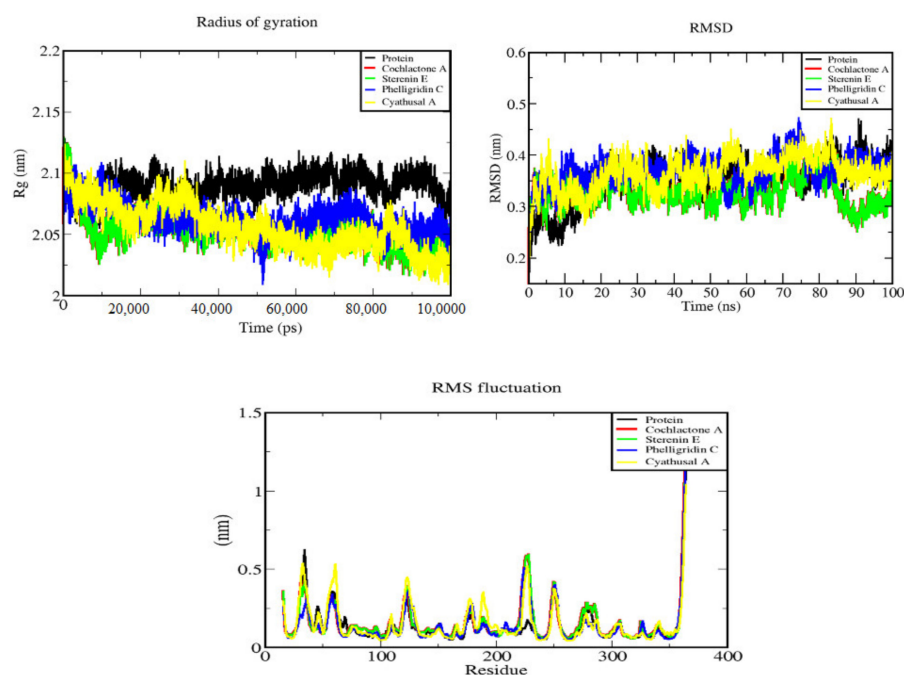 Radius of gyration
2.2
2.15
2.1
2.05
2
Rg (nm)
Protein
Cochlactone A
Sterenin E
Phelligridin C
Cyathusal A
0 20,000 40,000 60,000 80,000 10,0000
Time (ps)
RMSD
0.6
0.5
0.4
0.3
0.2
RMSD (nm)
Protein
Cochlactone A
Sterenin E
Phelligridin C
Cyathusal A
0 10 20 30 40 50 60 70 80 90 100
Time (ns)
RMS fluctuation
1.5
1
0.5
0
(nm)
Protein
Cochlactone A
Sterenin E
Phelligridin C
Cyathusal A
0 100 200 300 400
Residue